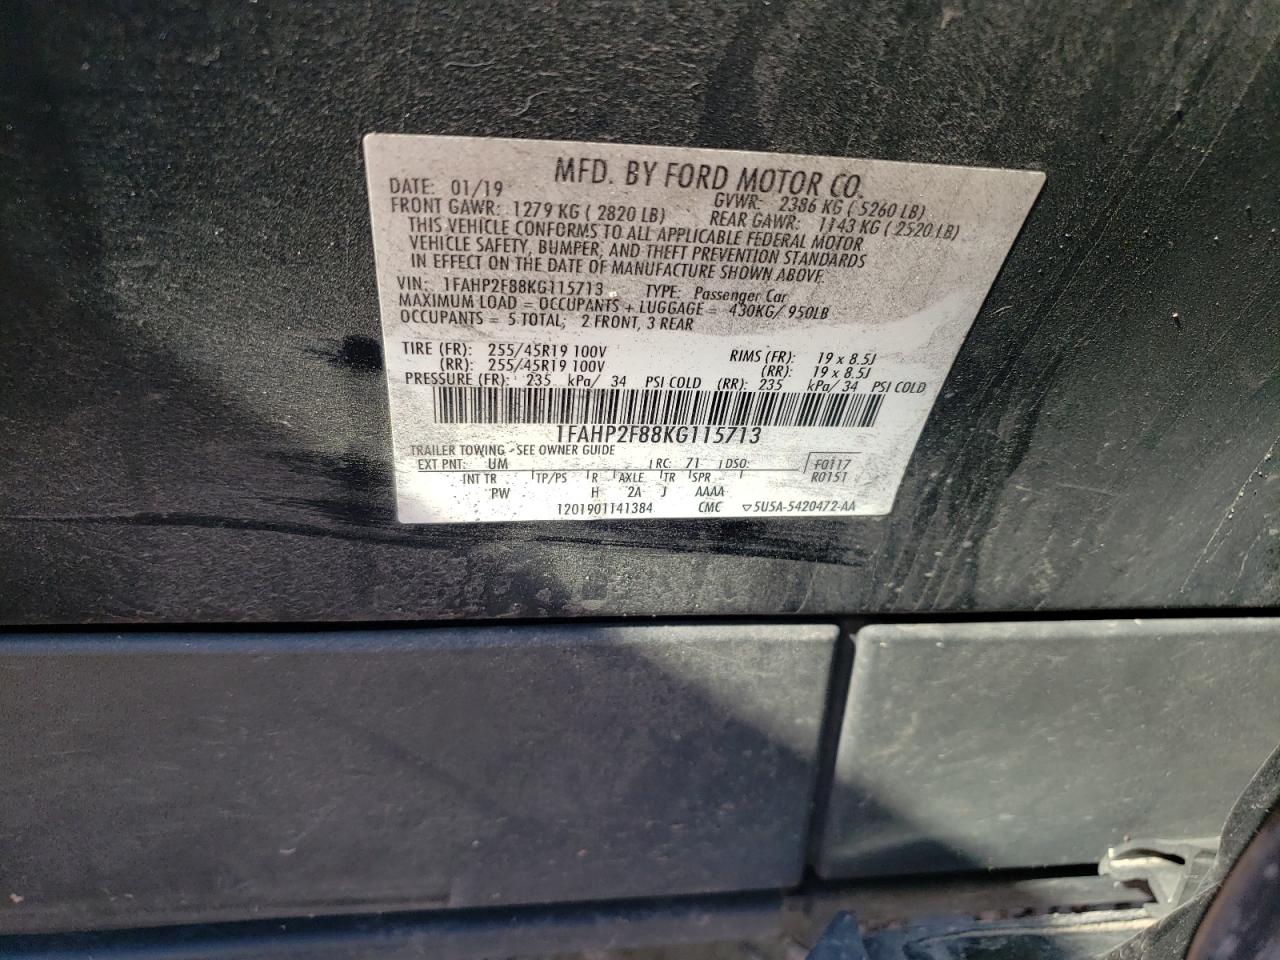 MFD. BY FORD MOTOR CO.
DATE: 01/19 GVWR: 2386 KG ( 5260 LB)
FRONT GAWR: 1279 KG ( 2820 LB) REAR GAWR: 1143 KG ( 2520 LB)
THIS VEHICLE CONFORMS TO ALL APPLICABLE FEDERAL MOTOR
VEHICLE SAFETY, BUMPER, AND THEFT PREVENTION STANDARDS
IN EFFECT ON THE DATE OF MANUFACTURE SHOWN ABOVE.
VIN: 1FAHP2F88KG115713 TYPE: Passenger Car
MAXIMUM LOAD = OCCUPANTS + LUGGAGE = 430KG/ 950LB
OCCUPANTS = 5 TOTAL, 2 FRONT, 3 REAR
TIRE (FR): 255/45R19 100V RIMS (FR): 19 x 8.5J
(RR): 255/45R19 100V (RR): 19 x 8.5J
PRESSURE (FR): 235 kPa/ 34 PSI COLD (RR): 235 kPa/ 34 PSI COLD
1FAHP2F88KG115713
TRAILER TOWING - SEE OWNER GUIDE
EXT PNT: UM RC: 71 DSO: F0117
INT TR TP/PS R AXLE TR SPR R0151
PW H 2A J AAAA
1201901141384 CMC ▽5U5A-5420472-AA